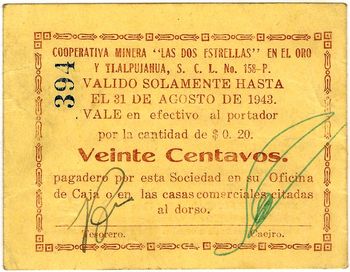 COOPERATIVA MINERA "LAS DOS ESTRELLAS" EN EL ORO
Y TLALPUJAHUA, S. C. L. No. 158-P.
394
VALIDO SOLAMENTE HASTA
EL 31 DE AGOSTO DE 1943.
VALE en efectivo al portador
por la cantidad de $ 0. 20.
Veinte Centavos.
pagadero por esta Sociedad en su Oficina
de Caja o en las casas comerciales citadas
al dorso.
Tesorero. Cajero.